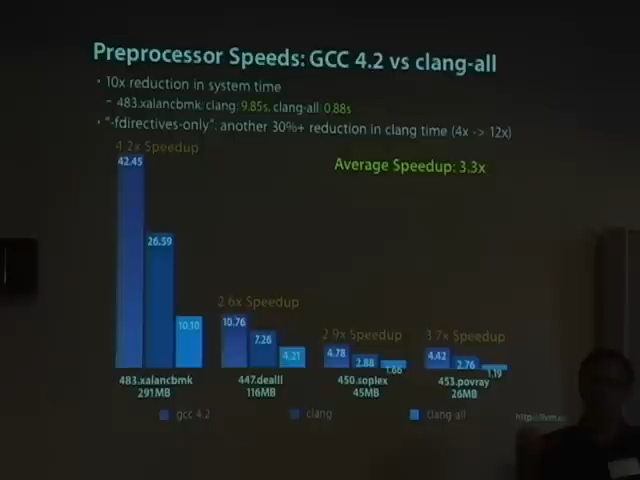 Preprocessor Speeds: GCC 4.2 vs clang-all
• 10x reduction in system time
– 483.xalancbmk: clang: 9.85s, clang-all: 0.88s
• "-fdirectives-only": another 30%+ reduction in clang time (4x -> 12x)
4.2x Speedup
Average Speedup: 3.3x
42.45
26.59
10.10
2.6x Speedup
10.76
7.26
4.21
2.9x Speedup
4.78
2.88
1.66
3.7x Speedup
4.42
2.76
1.19
483.xalancbmk
291MB
447.dealII
116MB
450.soplex
45MB
453.povray
26MB
gcc 4.2
clang
clang-all